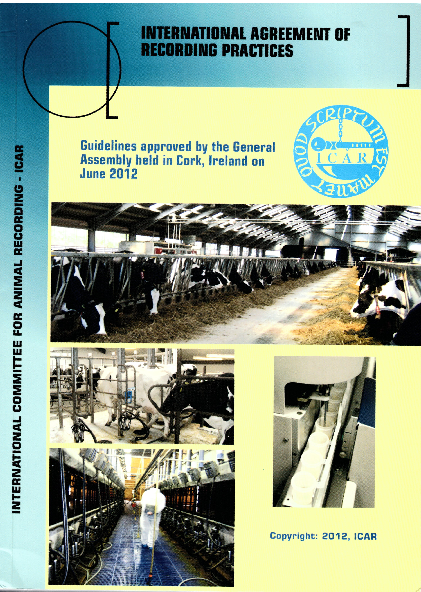 INTERNATIONAL AGREEMENT OF
RECORDING PRACTICES
Guidelines approved by the General
Assembly held in Cork, Ireland on
June 2012
QUOD SCRIPTUM EST MANET
ICAR
INTERNATIONAL COMMITTEE FOR ANIMAL RECORDING - ICAR
Copyright: 2012, ICAR